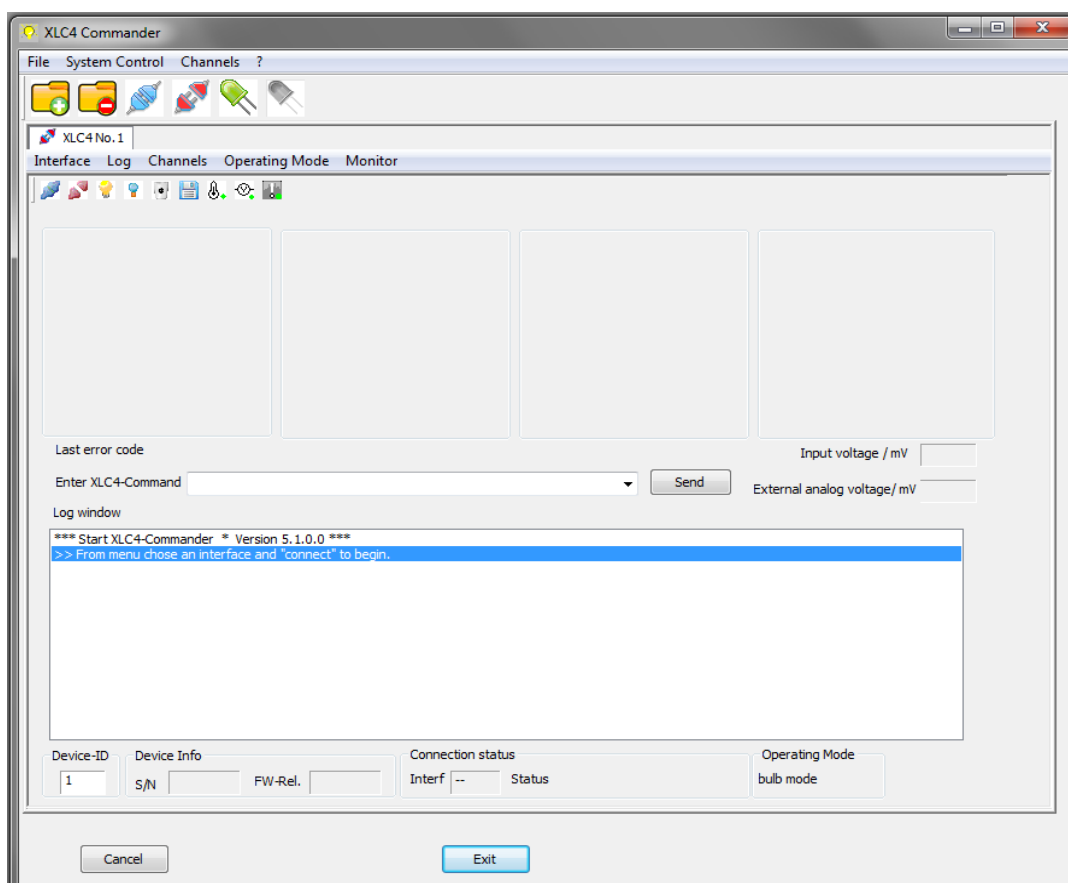 XLC4 Commander
File System Control Channels ?
XLC4 No. 1
Interface Log Channels Operating Mode Monitor
Last error code
Input voltage / mV
Enter XLC4-Command
Send
External analog voltage/ mV
Log window
*** Start XLC4-Commander * Version 5.1.0.0 ***
>> From menu chose an interface and "connect" to begin.
Device-ID Device Info Connection status Operating Mode
1 S/N FW-Rel. Interf -- Status bulb mode
Cancel Exit